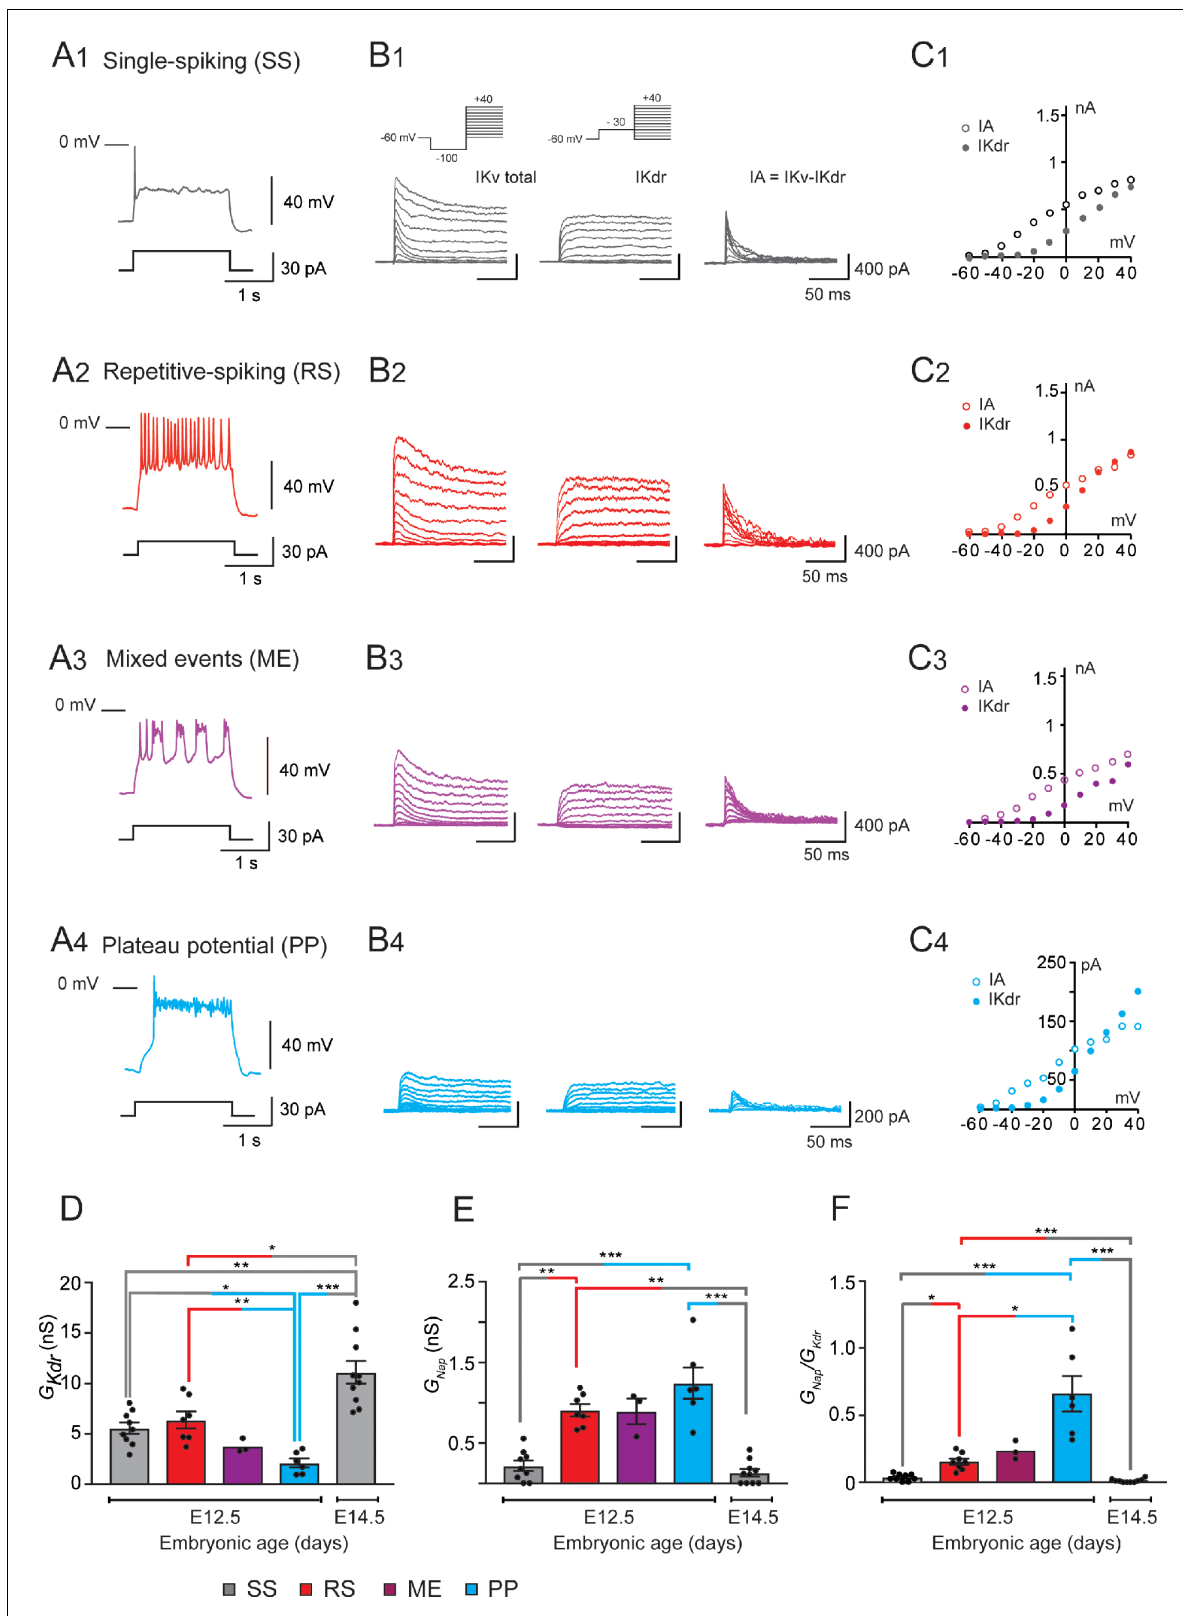 A1 Single-spiking (SS)
0 mV
40 mV
30 pA
1 s
B1
+40
-60 mV
-100
+40
- 30
-60 mV
IKv total
IKdr
IA = IKv-IKdr
400 pA
50 ms
C1
nA
1.5
IA
IKdr
1
mV
-60 -40 -20 0 20 40
A2 Repetitive-spiking (RS)
0 mV
40 mV
30 pA
1 s
B2
400 pA
50 ms
C2
nA
1.5
IA
IKdr
1
0.5
mV
-60 -40 -20 0 20 40
A3 Mixed events (ME)
0 mV
40 mV
30 pA
1 s
B3
400 pA
50 ms
C3
nA
1.5
IA
IKdr
1
0.5
mV
-60 -40 -20 0 20 40
A4 Plateau potential (PP)
0 mV
40 mV
30 pA
1 s
B4
200 pA
50 ms
C4
250
pA
IA
IKdr
150
50
mV
-60 -40 -20 0 20 40
D
*
**
*
***
**
20
15
10
5
0
GKdr (nS)
E12.5 E14.5
Embryonic age (days)
E
***
**
**
***
2.5
1.5
0.5
GNap (nS)
E12.5 E14.5
Embryonic age (days)
F
***
***
***
*
*
1.5
1
0.5
0
GNap/GKdr
E12.5 E14.5
Embryonic age (days)
SS RS ME PP